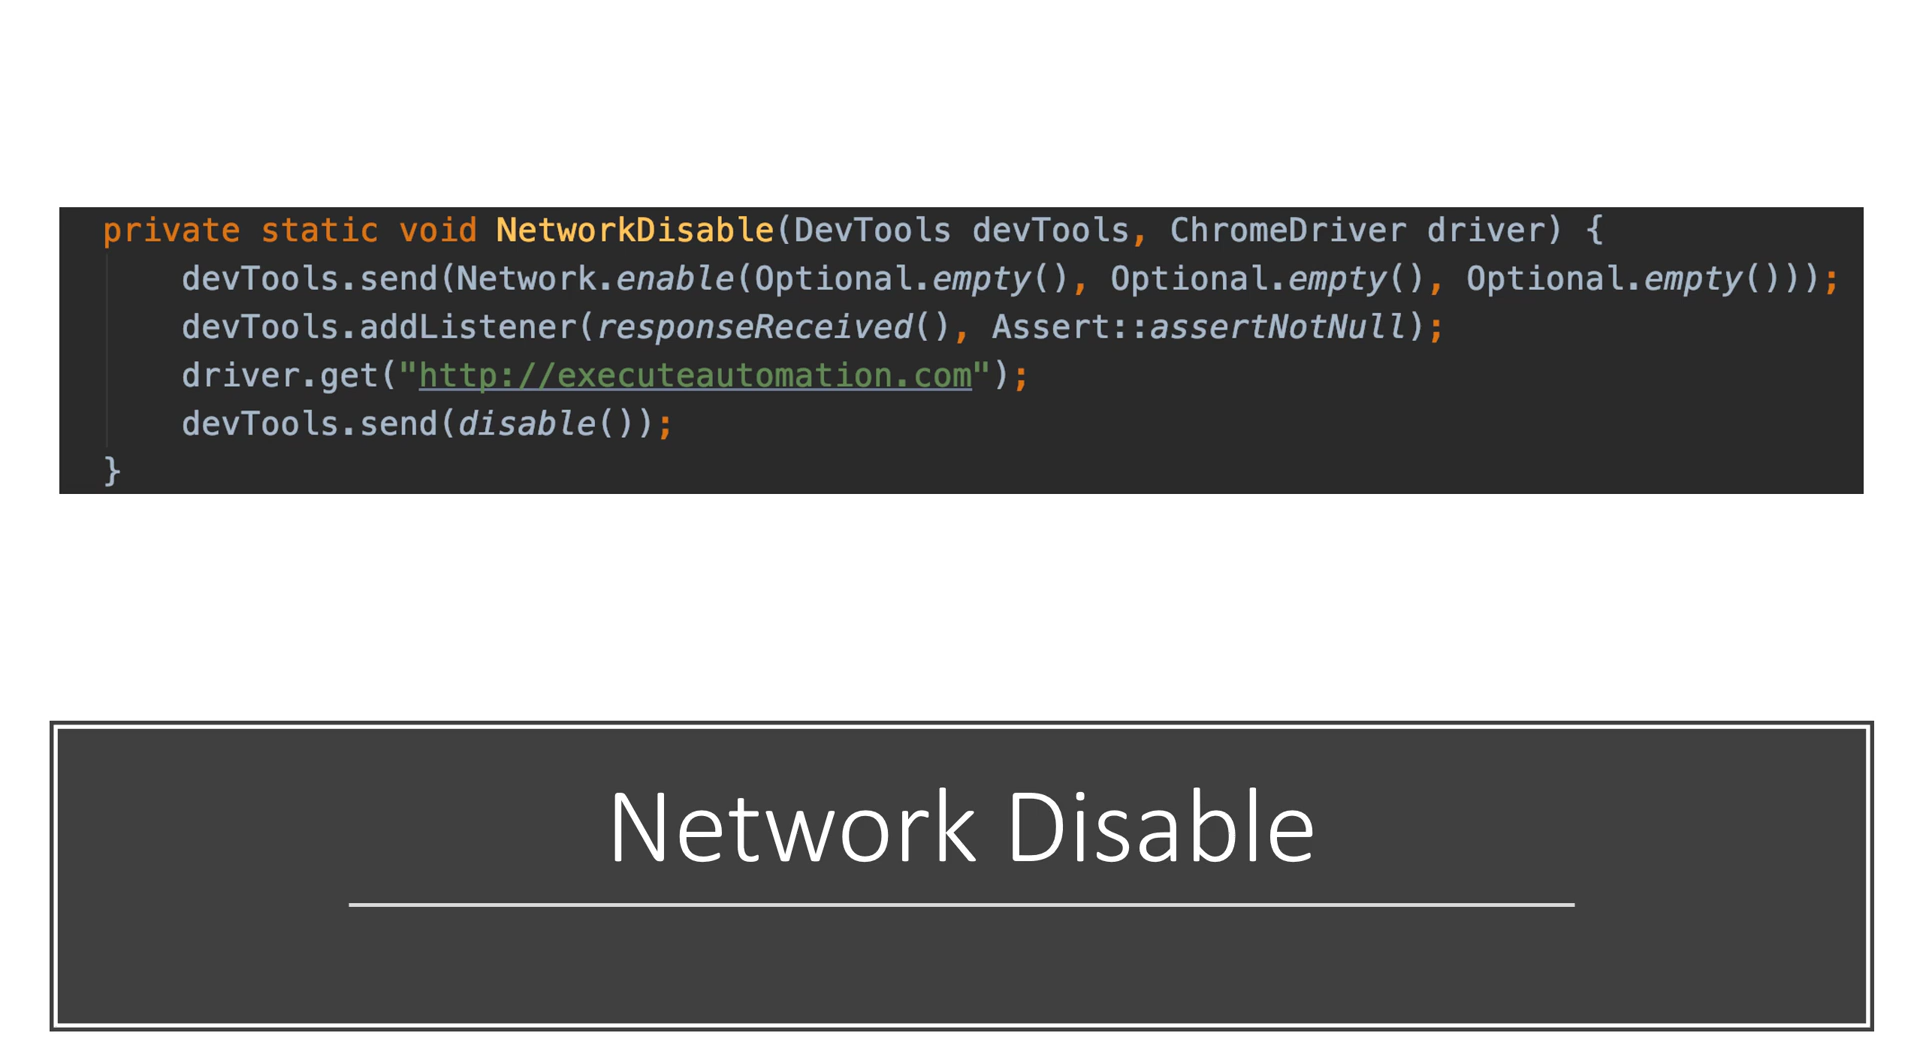 private static void NetworkDisable(DevTools devTools, ChromeDriver driver) {
devTools.send(Network.enable(Optional.empty(), Optional.empty(), Optional.empty()));
devTools.addListener(responseReceived(), Assert::assertNotNull);
driver.get("http://executeautomation.com");
devTools.send(disable());
}
Network Disable